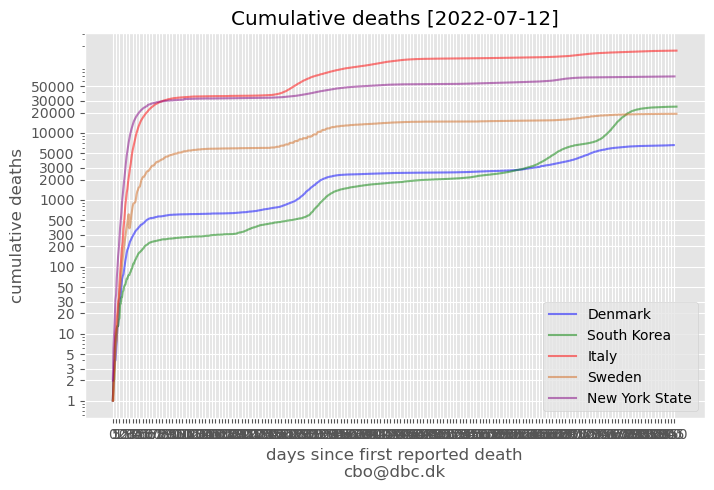 Cumulative deaths [2022-07-12]
cumulative deaths
50000
30000
20000
10000
5000
3000
2000
1000
500
300
200
100
50
30
20
10
5
3
2
1
Denmark
South Korea
Italy
Sweden
New York State
days since first reported death
cbo@dbc.dk